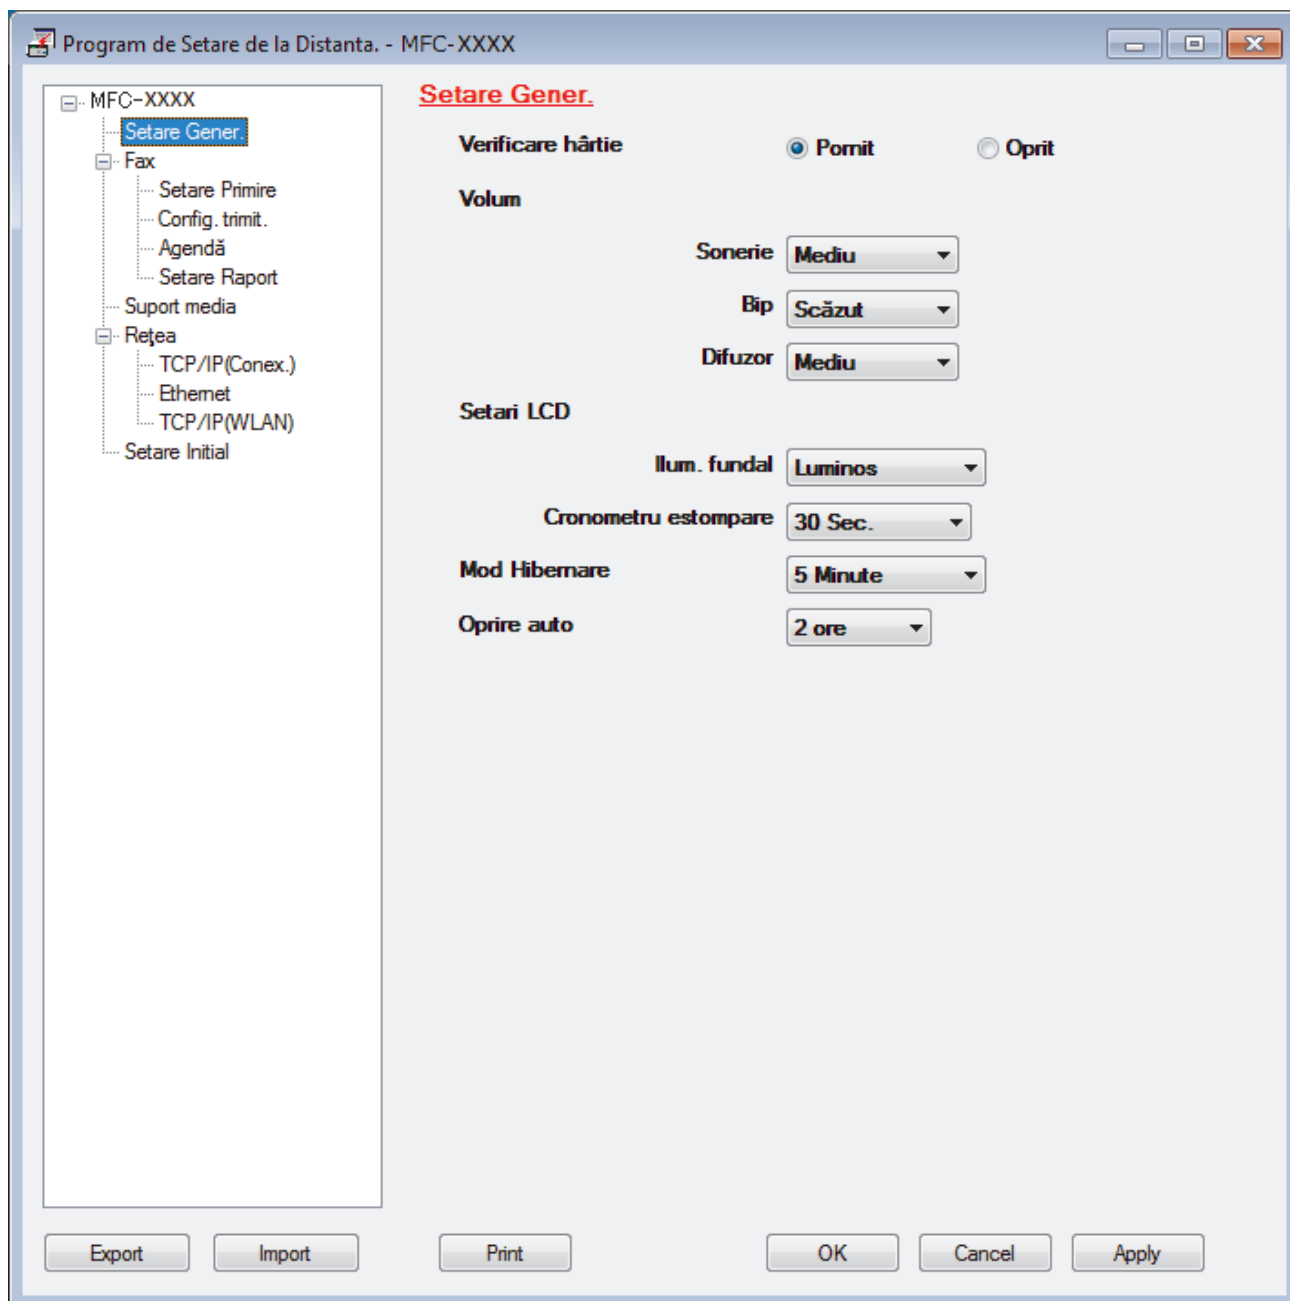 Program de Setare de la Distanta. - MFC-XXXX
MFC-XXXX
Setare Gener.
Fax
Setare Primire
Config. trimit.
Agendă
Setare Raport
Suport media
Reţea
TCP/IP(Conex.)
Ethernet
TCP/IP(WLAN)
Setare Initial
Setare Gener.
Verificare hârtie Pornit Oprit
Volum
Sonerie Mediu
Bip Scăzut
Difuzor Mediu
Setari LCD
Ilum. fundal Luminos
Cronometru estompare 30 Sec.
Mod Hibernare 5 Minute
Oprire auto 2 ore
Export Import Print OK Cancel Apply